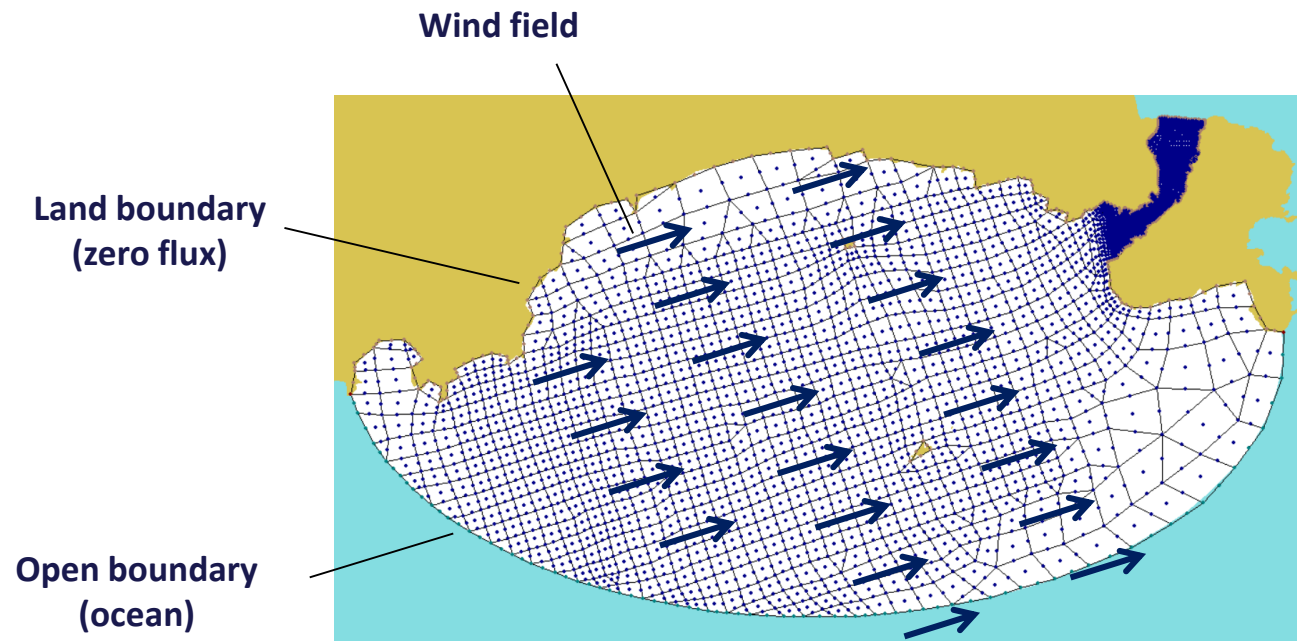 Wind field
Land boundary
(zero flux)
Open boundary
(ocean)